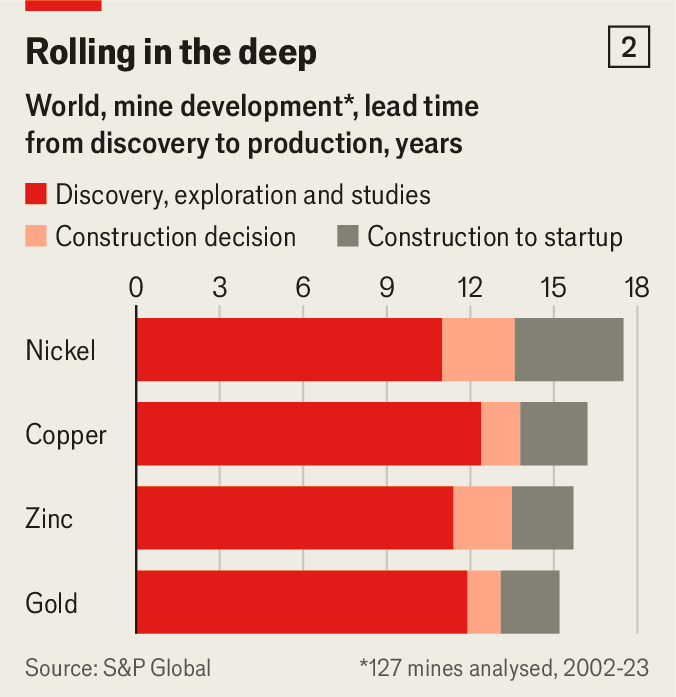 Rolling in the deep
2
World, mine development*, lead time
from discovery to production, years
Discovery, exploration and studies
Construction decision
Construction to startup
0 3 6 9 12 15 18
Nickel
Copper
Zinc
Gold
Source: S&P Global
*127 mines analysed, 2002-23